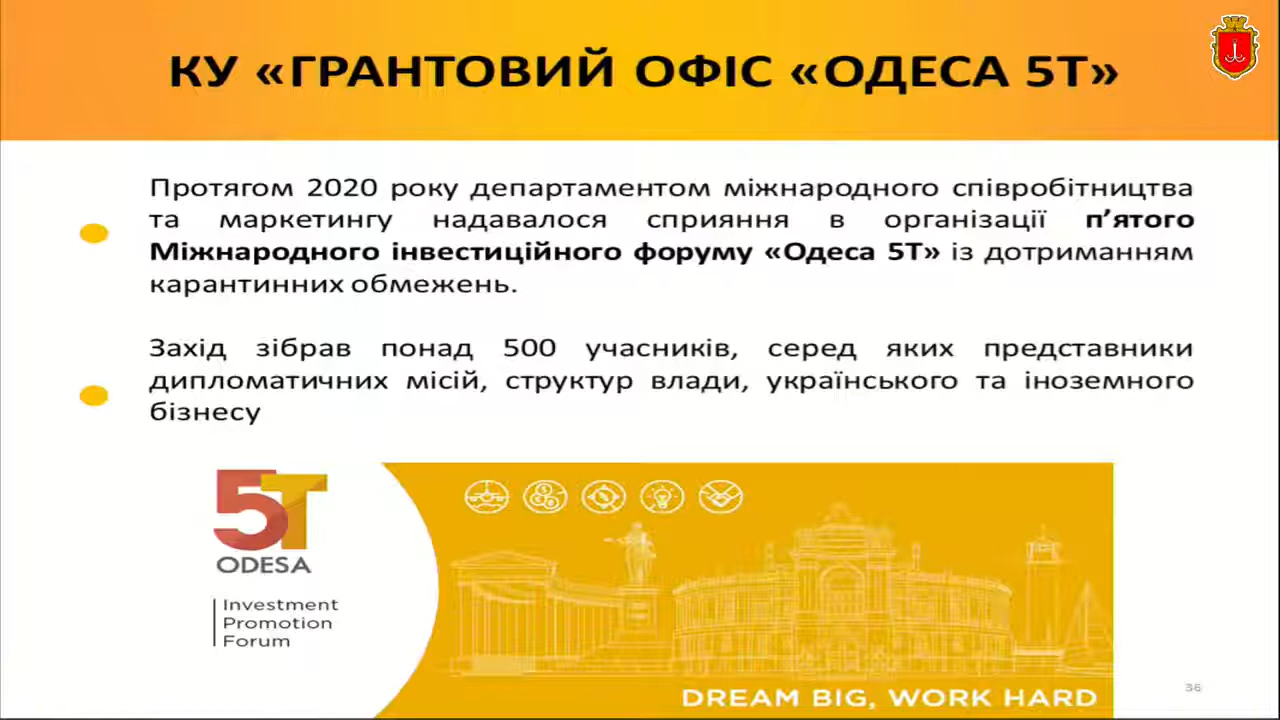 КУ «ГРАНТОВИЙ ОФІС «ОДЕСА 5Т»
Протягом 2020 року департаментом міжнародного співробітництва
та маркетингу надавалося сприяння в організації п’ятого
Міжнародного інвестиційного форуму «Одеса 5Т» із дотриманням
карантинних обмежень.
Захід зібрав понад 500 учасників, серед яких представники
дипломатичних місій, структур влади, українського та іноземного
бізнесу
5T
ODESA
Investment
Promotion
Forum
DREAM BIG, WORK HARD
36